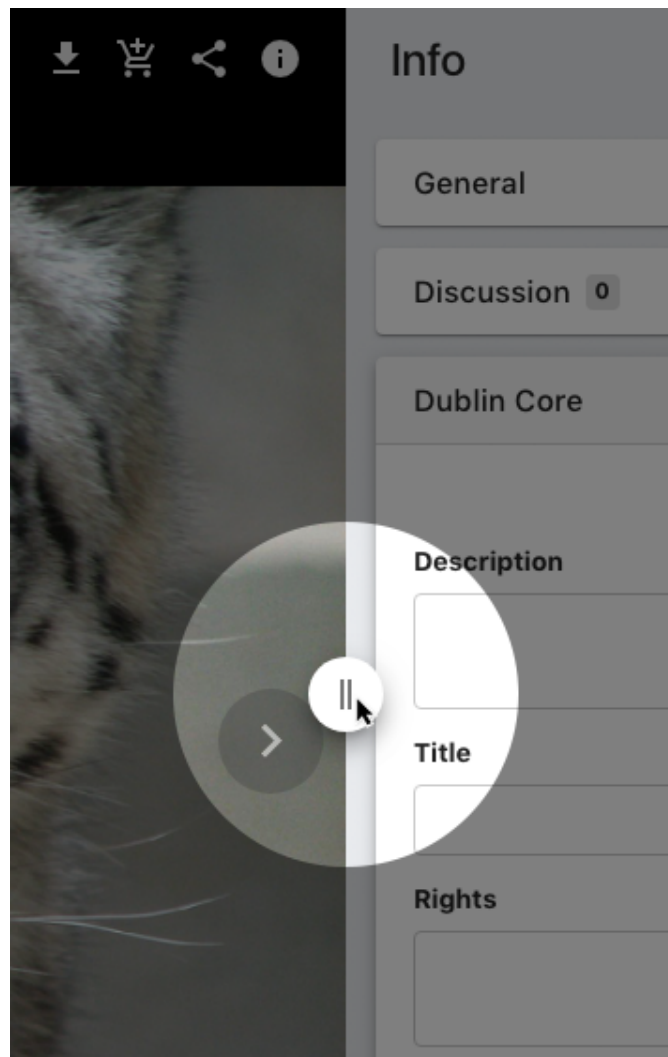 Info
General
Discussion 0
Dublin Core
Description
Title
Rights